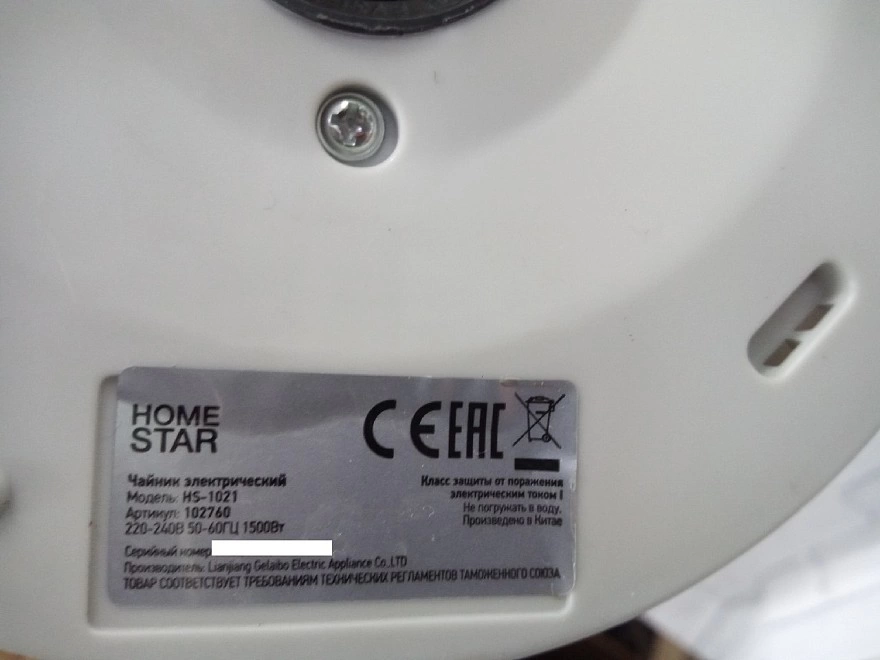 HOME
STAR
CE EAC
Чайник электрический
Модель: HS-1021
Артикул: 102760
220-240В 50-60ГЦ 1500Вт
Класс защиты от поражения
электрическим током I
Не погружать в воду.
Произведено в Китае
Серийный номер
Производитель: Lianjiang Gelaibo Electric Appliance Co.,LTD
ТОВАР СООТВЕТСТВУЕТ ТРЕБОВАНИЯМ ТЕХНИЧЕСКИХ РЕГЛАМЕНТОВ ТАМОЖЕННОГО СОЮЗА